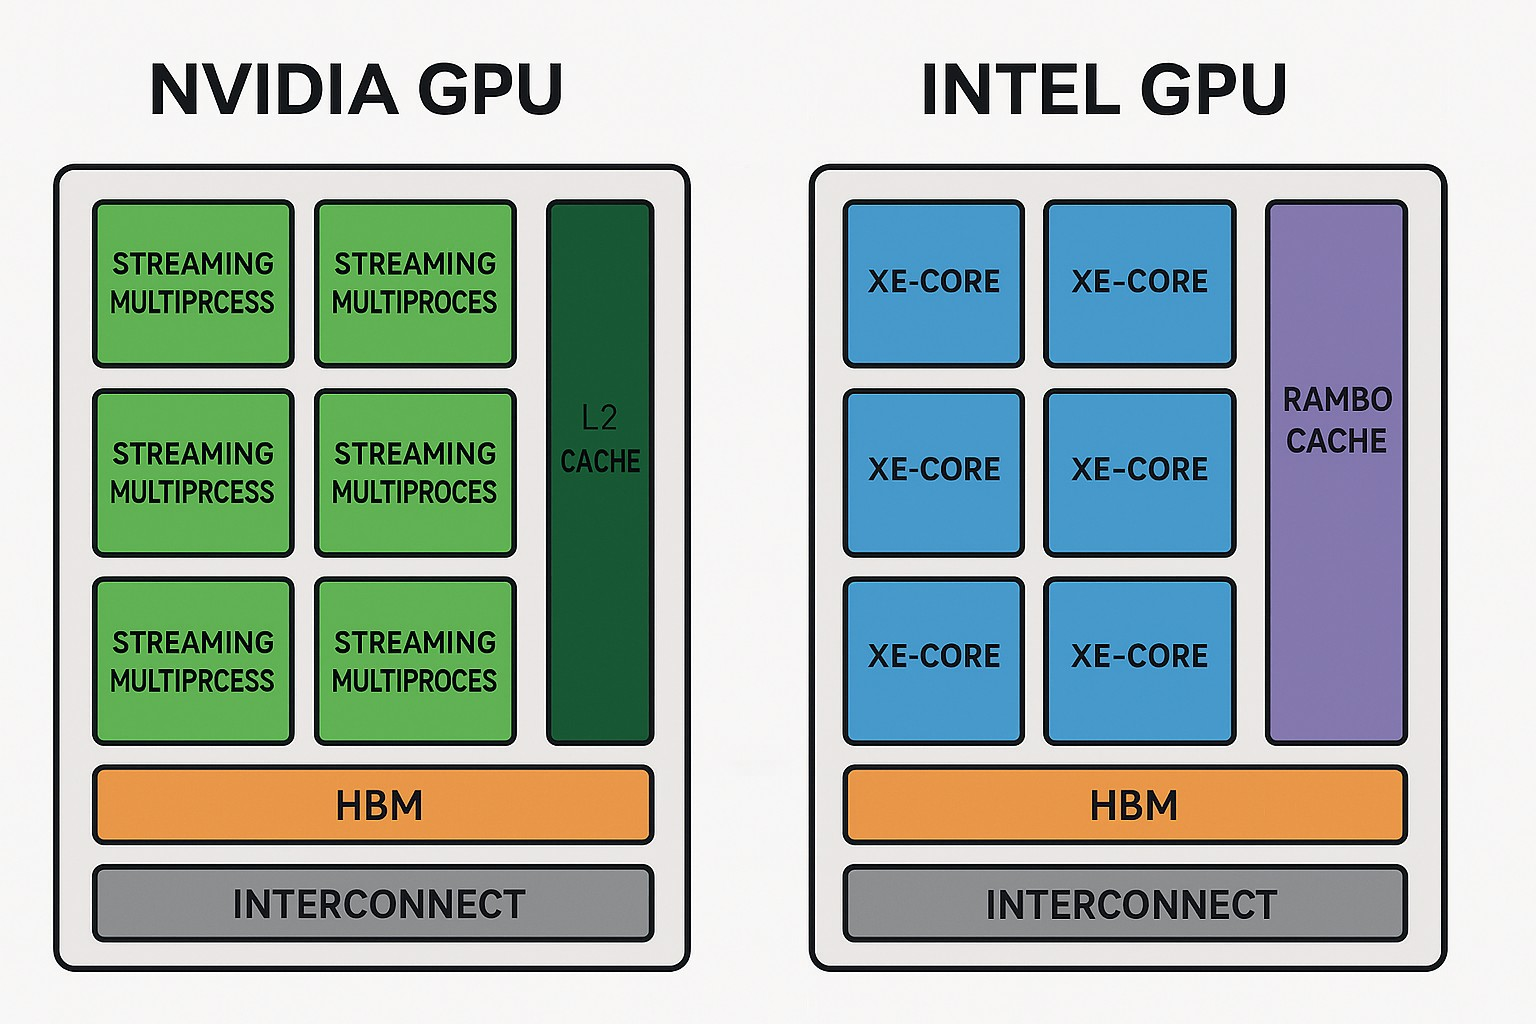 NVIDIA GPU
STREAMING
MULTIPRCESS
STREAMING
MULTIPROCES
STREAMING
MULTIPRCESS
STREAMING
MULTIPROCES
STREAMING
MULTIPRCESS
STREAMING
MULTIPROCES
L2
CACHE
HBM
INTERCONNECT
INTEL GPU
XE-CORE
XE-CORE
XE-CORE
XE-CORE
XE-CORE
XE-CORE
RAMBO
CACHE
HBM
INTERCONNECT